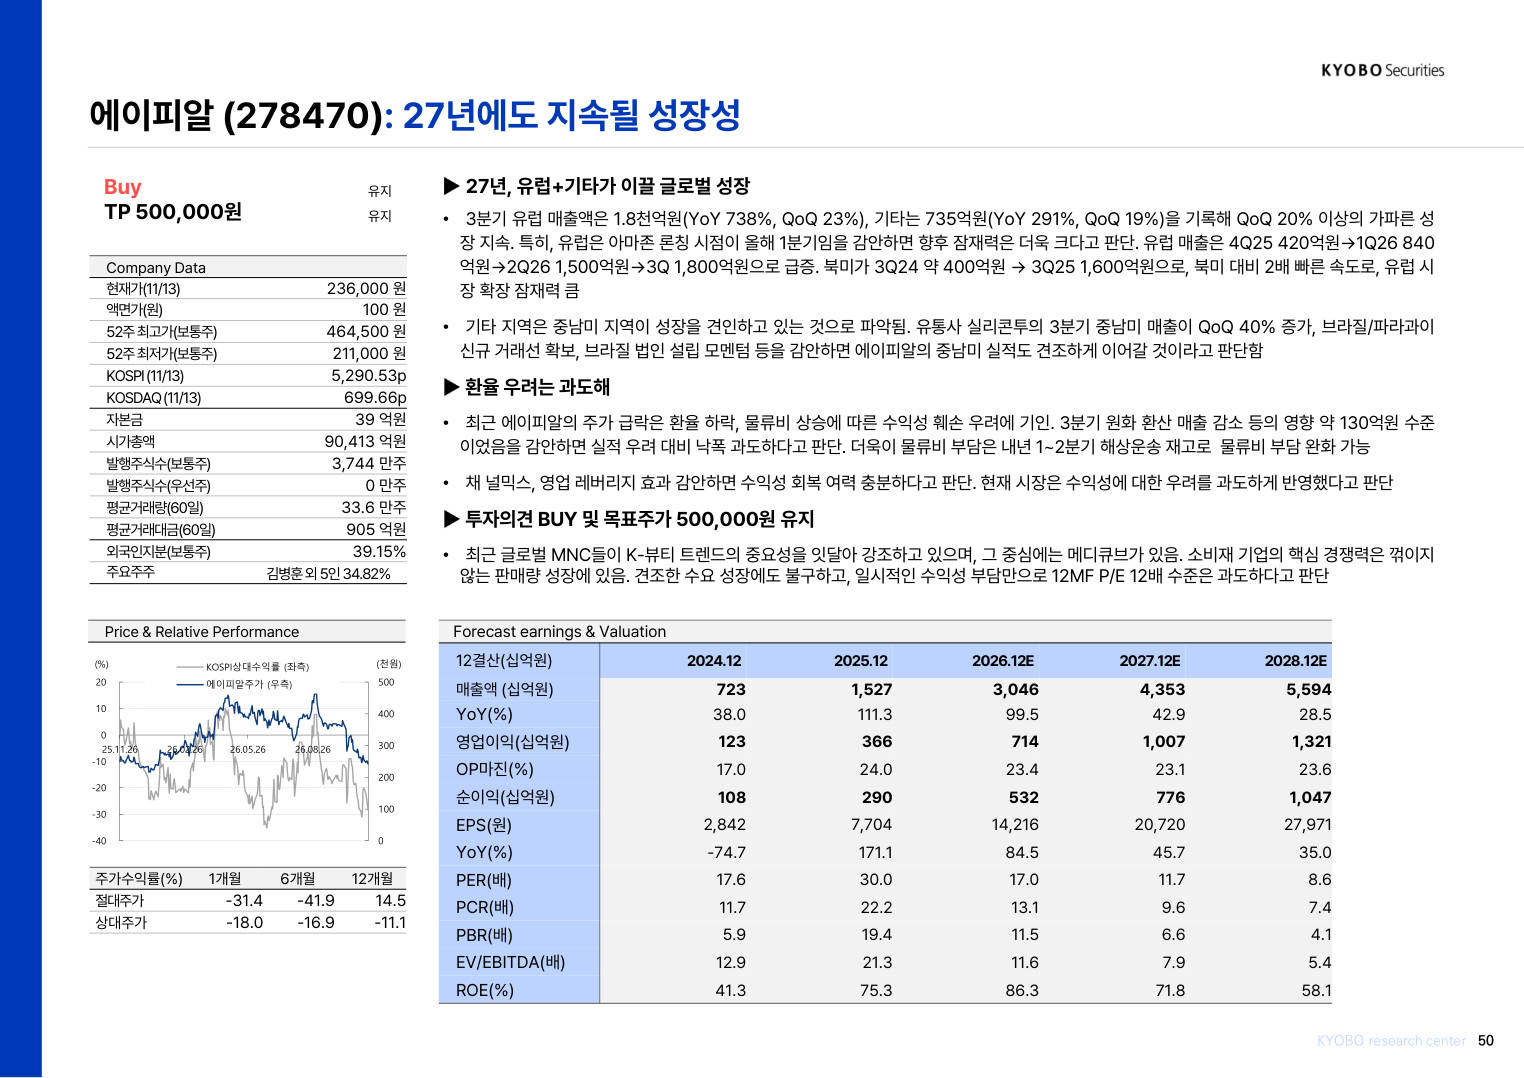 KYOBO Securities
에이피알 (278470): 27년에도 지속될 성장성
Buy 유지
TP 500,000원 유지
Company Data
현재가(11/13) 236,000 원
액면가(원) 100 원
52주 최고가(보통주) 464,500 원
52주 최저가(보통주) 211,000 원
KOSPI (11/13) 5,290.53p
KOSDAQ (11/13) 699.66p
자본금 39 억원
시가총액 90,413 억원
발행주식수(보통주) 3,744 만주
발행주식수(우선주) 0 만주
평균거래량(60일) 33.6 만주
평균거래대금(60일) 905 억원
외국인지분(보통주) 39.15%
주요주주 김병훈 외 5인 34.82%
Price & Relative Performance
(%) KOSPI상대수익률 (좌측) (천원)
20 에이피말주가 (우측) 500
10 400
0
25.11.26 26.02.26 26.05.26 26.08.26 300
-10
-20 200
-30 100
-40 0
주가수익률(%) 1개월 6개월 12개월
절대주가 -31.4 -41.9 14.5
상대주가 -18.0 -16.9 -11.1
▶ 27년, 유럽+기타가 이끌 글로벌 성장
• 3분기 유럽 매출액은 1.8천억원(YoY 738%, QoQ 23%), 기타는 735억원(YoY 291%, QoQ 19%)을 기록해 QoQ 20% 이상의 가파른 성
장 지속. 특히, 유럽은 아마존 론칭 시점이 올해 1분기임을 감안하면 향후 잠재력은 더욱 크다고 판단. 유럽 매출은 4Q25 420억원→1Q26 840
억원→2Q26 1,500억원→3Q 1,800억원으로 급증. 북미가 3Q24 약 400억원 → 3Q25 1,600억원으로, 북미 대비 2배 빠른 속도로, 유럽 시
장 확장 잠재력 큼
• 기타 지역은 중남미 지역이 성장을 견인하고 있는 것으로 파악됨. 유통사 실리콘투의 3분기 중남미 매출이 QoQ 40% 증가, 브라질/파라과이
신규 거래선 확보, 브라질 법인 설립 모멘텀 등을 감안하면 에이피알의 중남미 실적도 견조하게 이어갈 것이라고 판단함
▶ 환율 우려는 과도해
• 최근 에이피알의 주가 급락은 환율 하락, 물류비 상승에 따른 수익성 훼손 우려에 기인. 3분기 원화 환산 매출 감소 등의 영향 약 130억원 수준
이었음을 감안하면 실적 우려 대비 낙폭 과도하다고 판단. 더욱이 물류비 부담은 내년 1~2분기 해상운송 재고로 물류비 부담 완화 가능
• 채 널믹스, 영업 레버리지 효과 감안하면 수익성 회복 여력 충분하다고 판단. 현재 시장은 수익성에 대한 우려를 과도하게 반영했다고 판단
▶ 투자의견 BUY 및 목표주가 500,000원 유지
• 최근 글로벌 MNC들이 K-뷰티 트렌드의 중요성을 잇달아 강조하고 있으며, 그 중심에는 메디큐브가 있음. 소비재 기업의 핵심 경쟁력은 꺾이지
않는 판매량 성장에 있음. 견조한 수요 성장에도 불구하고, 일시적인 수익성 부담만으로 12MF P/E 12배 수준은 과도하다고 판단
Forecast earnings & Valuation
12결산(십억원) 2024.12 2025.12 2026.12E 2027.12E 2028.12E
매출액 (십억원) 723 1,527 3,046 4,353 5,594
YoY(%) 38.0 111.3 99.5 42.9 28.5
영업이익(십억원) 123 366 714 1,007 1,321
OP마진(%) 17.0 24.0 23.4 23.1 23.6
순이익(십억원) 108 290 532 776 1,047
EPS(원) 2,842 7,704 14,216 20,720 27,971
YoY(%) -74.7 171.1 84.5 45.7 35.0
PER(배) 17.6 30.0 17.0 11.7 8.6
PCR(배) 11.7 22.2 13.1 9.6 7.4
PBR(배) 5.9 19.4 11.5 6.6 4.1
EV/EBITDA(배) 12.9 21.3 11.6 7.9 5.4
ROE(%) 41.3 75.3 86.3 71.8 58.1
KYOBO research center 50